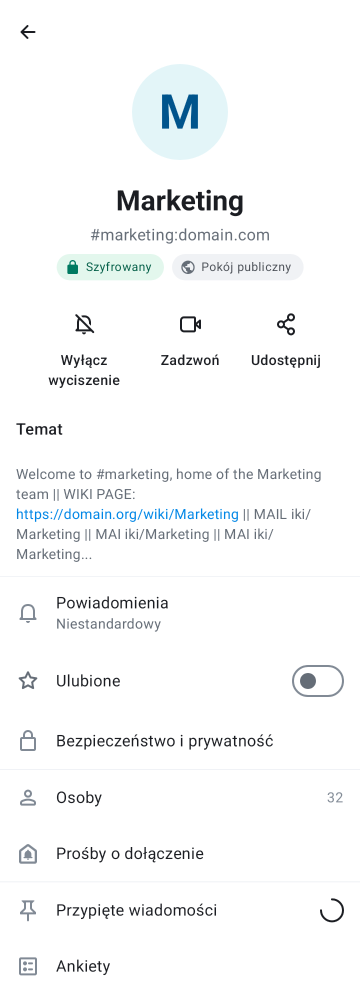 M
Marketing
#marketing:domain.com
Szyfrowany
Pokój publiczny
Wyłącz
wyciszenie
Zadzwoń
Udostępnij
Temat
Welcome to #marketing, home of the Marketing
team || WIKI PAGE:
https://domain.org/wiki/Marketing || MAIL iki/
Marketing || MAI iki/Marketing || MAI iki/
Marketing...
Powiadomienia
Niestandardowy
Ulubione
Bezpieczeństwo i prywatność
Osoby 32
Prośby o dołączenie
Przypięte wiadomości
Ankiety